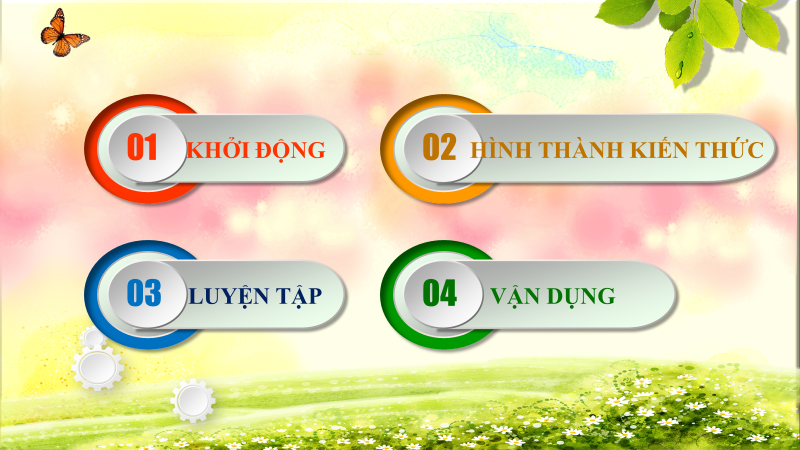 01 KHỞI ĐỘNG
02 HÌNH THÀNH KIẾN THỨC
03 LUYỆN TẬP
04 VẬN DỤNG